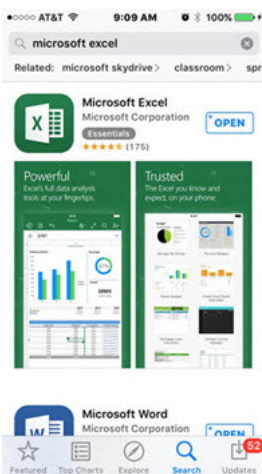 AT&T 9:09 AM 100%
microsoft excel
Related: microsoft skydrive classroom spr
Microsoft Excel
Microsoft Corporation
Essentials
(175)
OPEN
Powerful
Excel's full data analysis
tools at your fingertips.
Trusted
The Excel you know and
expect, on your phone.
Microsoft Word
Microsoft Corporation
OPEN
52
Featured Top Charts Explore Search Updates